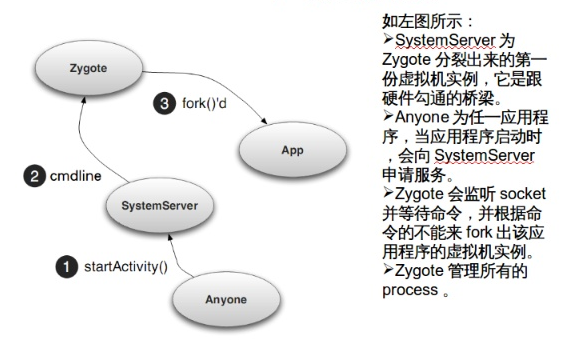 Zygote
3 fork()'d
App
2 cmdline
SystemServer
1 startActivity()
Anyone
如左图所示：
➢SystemServer 为
Zygote 分裂出来的第一
份虚拟机实例，它是跟
硬件勾通的桥梁。
➢Anyone 为任一应用程
序，当应用程序启动时
，会向 SystemServer
申请服务。
➢Zygote 会监听 socket
并等待命令，并根据命
令的不能来 fork 出该应
用程序的虚拟机实例。
➢Zygote 管理所有的
process 。